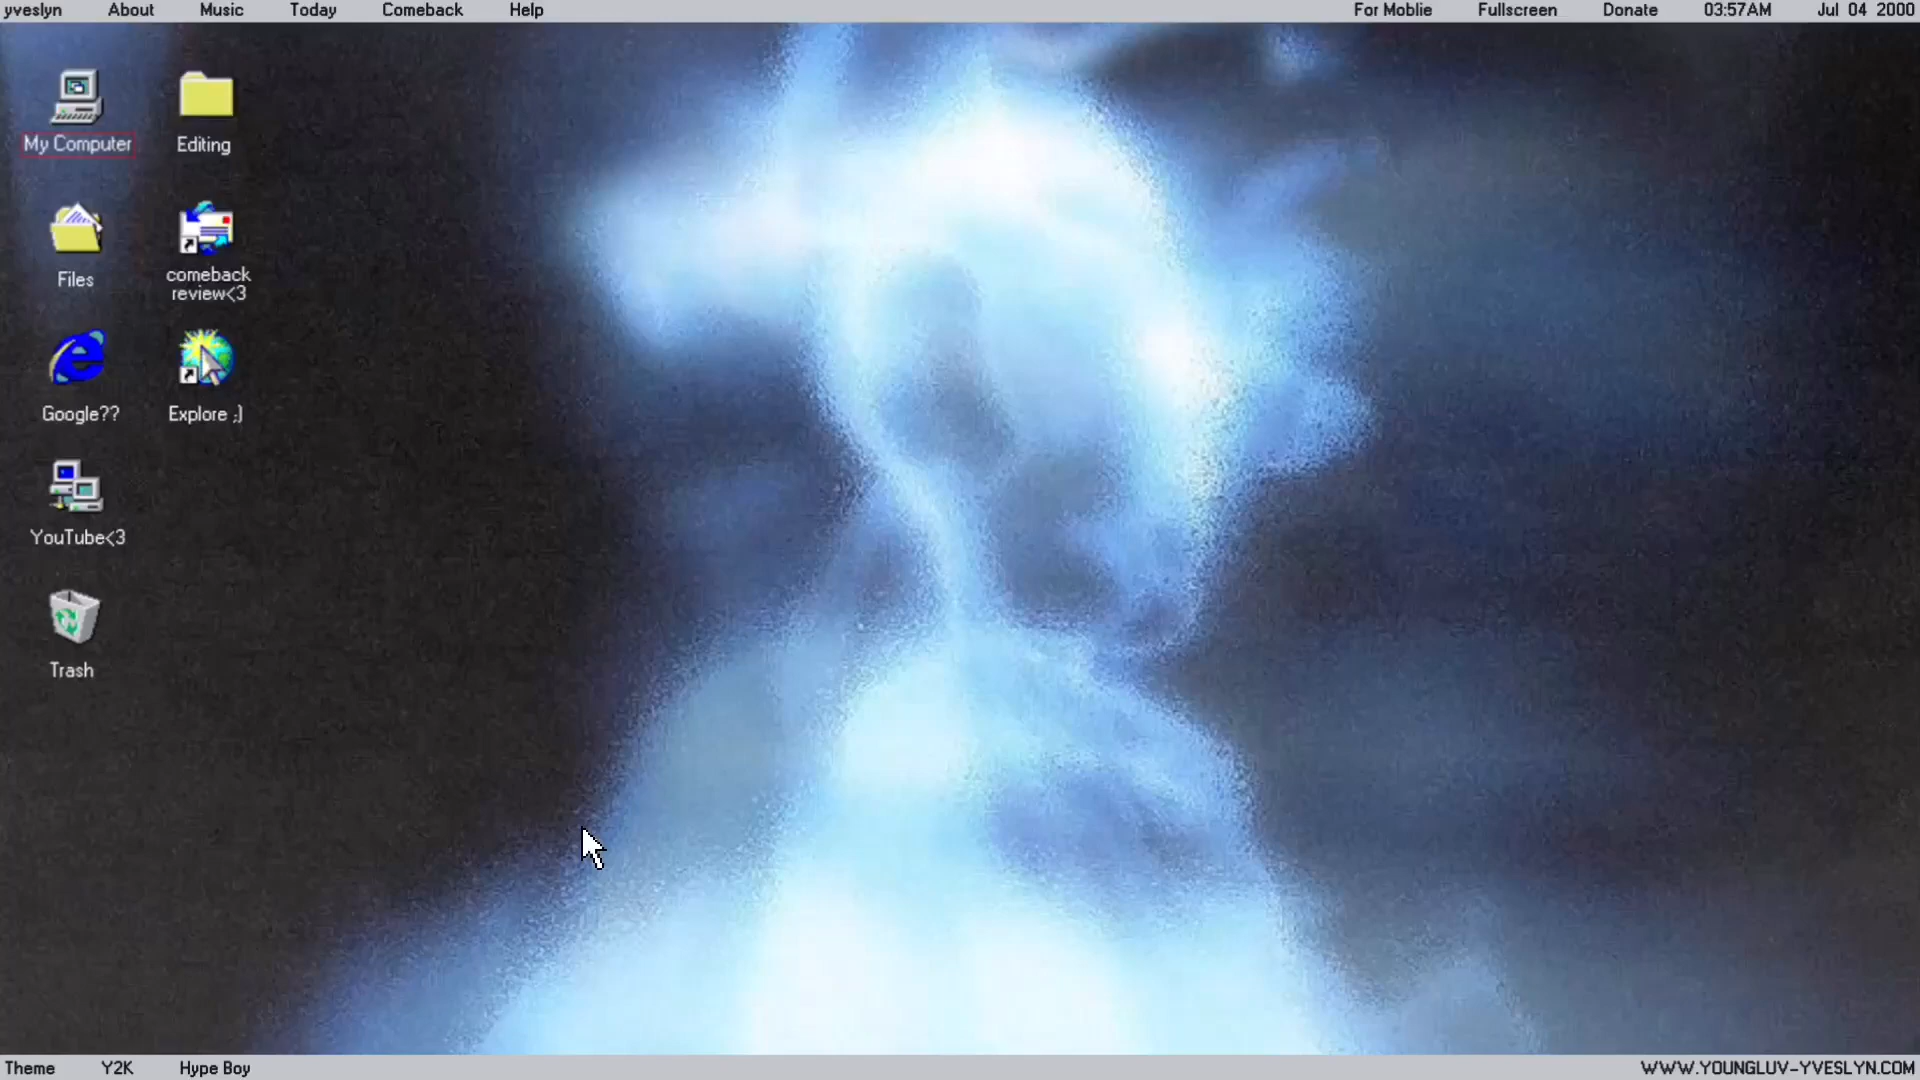 yveslyn About Music Today Comeback Help For Moblie Fullscreen Donate 03:57AM Jul 04 2000
My Computer
Editing
Files
comeback
review<3
Google??
Explore ;)
YouTube<3
Trash
Theme Y2K Hype Boy WWW.YOUNGLUV-YVESLYN.COM